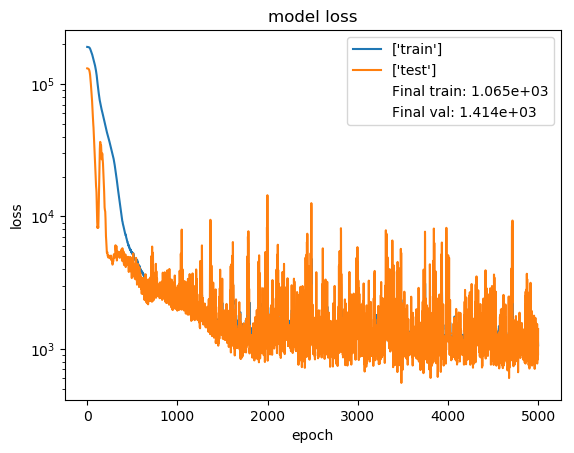 model loss
['train']
['test']
Final train: 1.065e+03
Final val: 1.414e+03
loss
10^5
10^4
10^3
0 1000 2000 3000 4000 5000
epoch